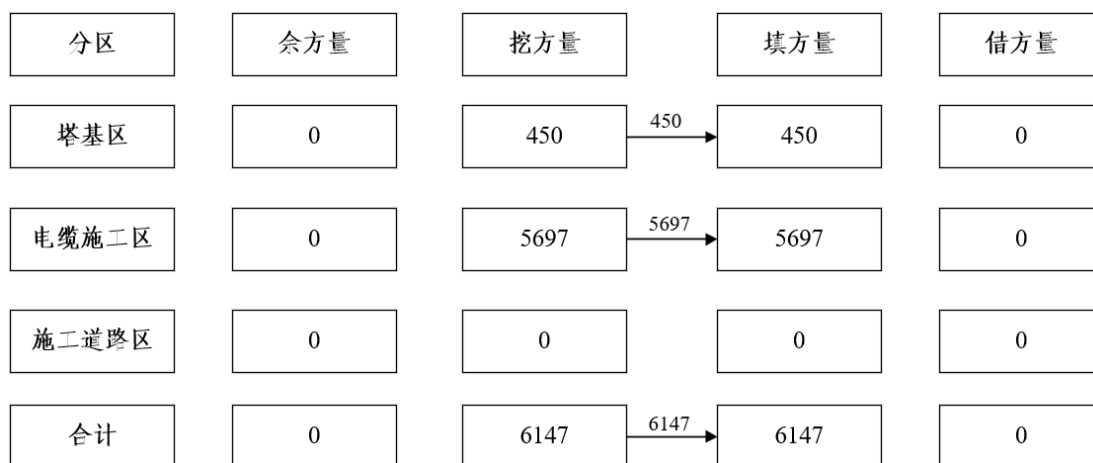 分区 余方量 挖方量 填方量 借方量
塔基区 0 450 450 450 0
电缆施工区 0 5697 5697 5697 0
施工道路区 0 0 0 0
合计 0 6147 6147 6147 0